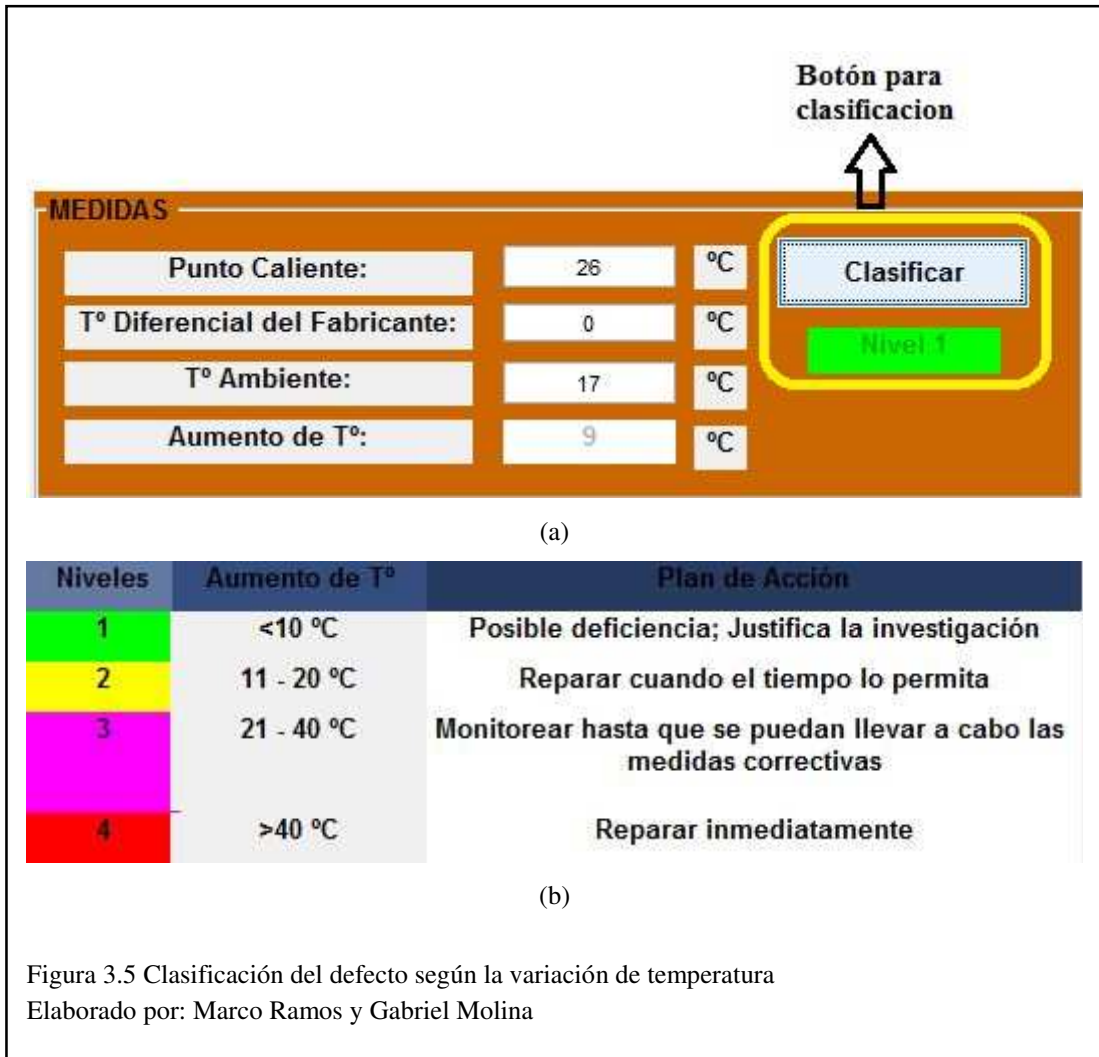 Botón para
clasificacion
MEDIDAS
Punto Caliente: 26 ºC Clasificar
Tº Diferencial del Fabricante: 0 ºC Nivel 1
Tº Ambiente: 17 ºC
Aumento de Tº: 9 ºC
(a)
Niveles Aumento de Tº Plan de Acción
1 <10 ºC Posible deficiencia; Justifica la investigación
2 11 - 20 ºC Reparar cuando el tiempo lo permita
3 21 - 40 ºC Monitorear hasta que se puedan llevar a cabo las
medidas correctivas
4 >40 ºC Reparar inmediatamente
(b)
Figura 3.5 Clasificación del defecto según la variación de temperatura
Elaborado por: Marco Ramos y Gabriel Molina